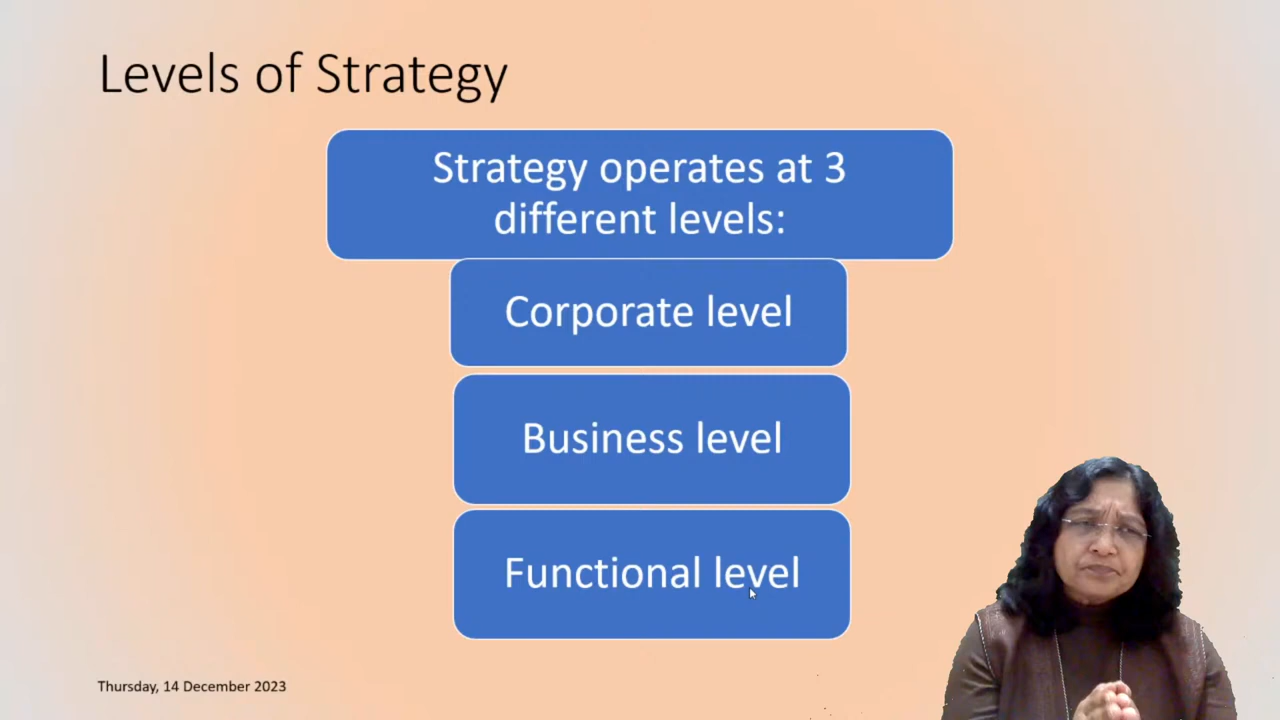 Levels of Strategy
Strategy operates at 3
different levels:
Corporate level
Business level
Functional level
Thursday, 14 December 2023